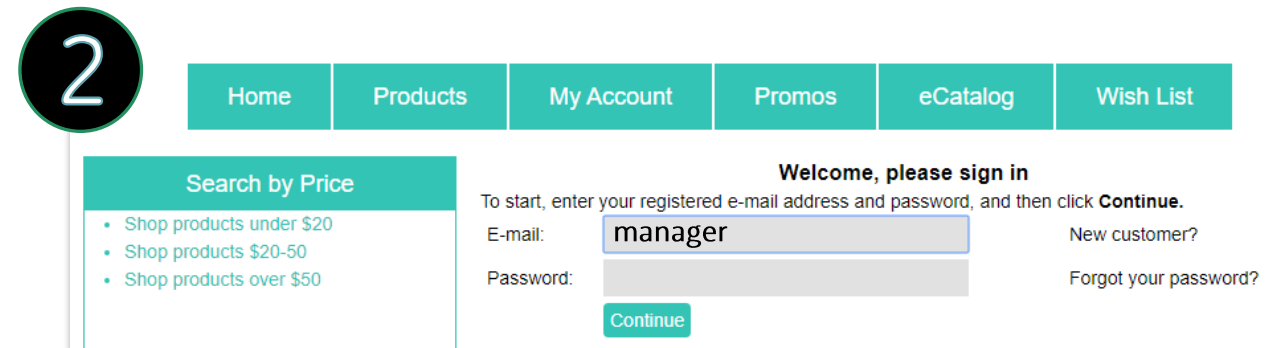 2
Home Products My Account Promos eCatalog Wish List
Search by Price
Shop products under $20
Shop products $20-50
Shop products over $50
Welcome, please sign in
To start, enter your registered e-mail address and password, and then click Continue.
E-mail: manager New customer?
Password: Forgot your password?
Continue